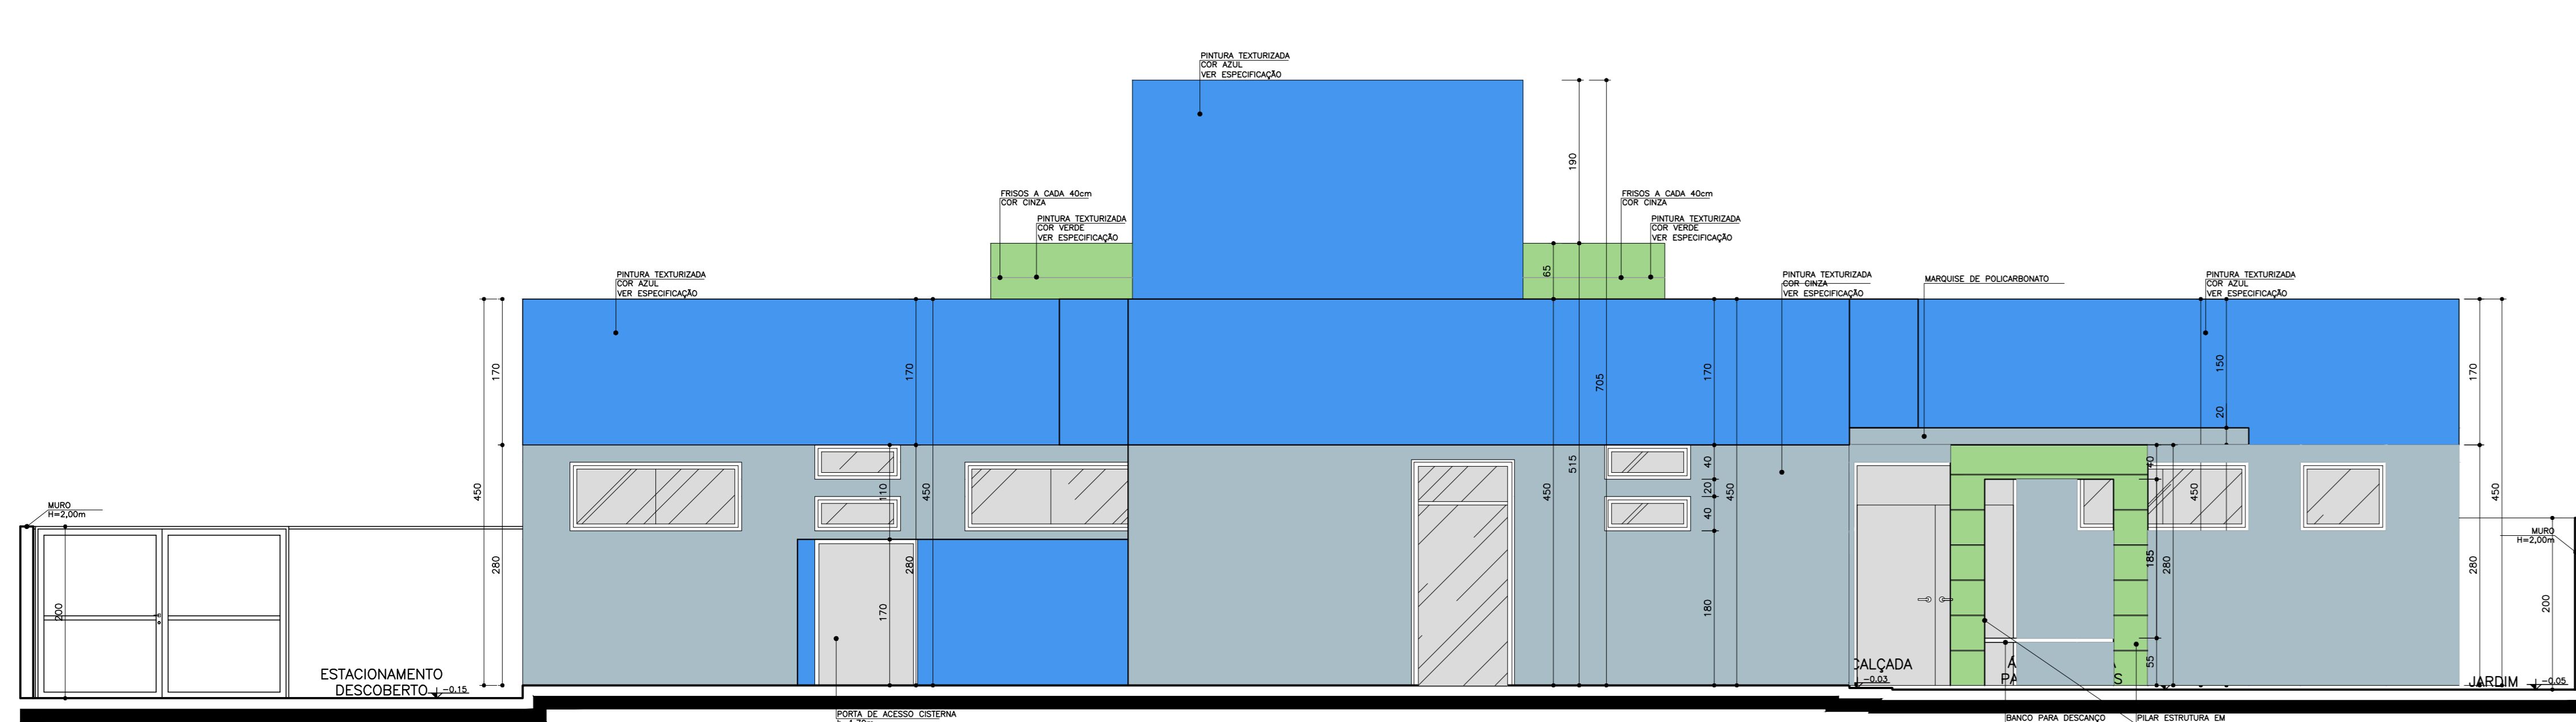 PINTURA TEXTURIZADA
COR AZUL
VER ESPECIFICAÇÃO
190
FRISOS A CADA 40cm
COR CINZA
FRISOS A CADA 40cm
COR CINZA
PINTURA TEXTURIZADA
COR VERDE
VER ESPECIFICAÇÃO
PINTURA TEXTURIZADA
COR VERDE
VER ESPECIFICAÇÃO
65
PINTURA TEXTURIZADA
COR AZUL
VER ESPECIFICAÇÃO
PINTURA TEXTURIZADA
COR CINZA
VER ESPECIFICAÇÃO
MARQUISE DE POLICARBONATO
PINTURA TEXTURIZADA
COR AZUL
VER ESPECIFICAÇÃO
170
170
705
170
150
170
20
450
110
450
515
450
40
20
40
450
40
450
450
MURO
H=2,00m
MURO
H=2,00m
280
280
185
280
280
200
170
180
200
55
ESTACIONAMENTO
DESCOBERTO
-0.15
CALÇADA
-0.03
JARDIM
-0.05
PORTA DE ACESSO CISTERNA
BANCO PARA DESCANÇO
PILAR ESTRUTURA EM